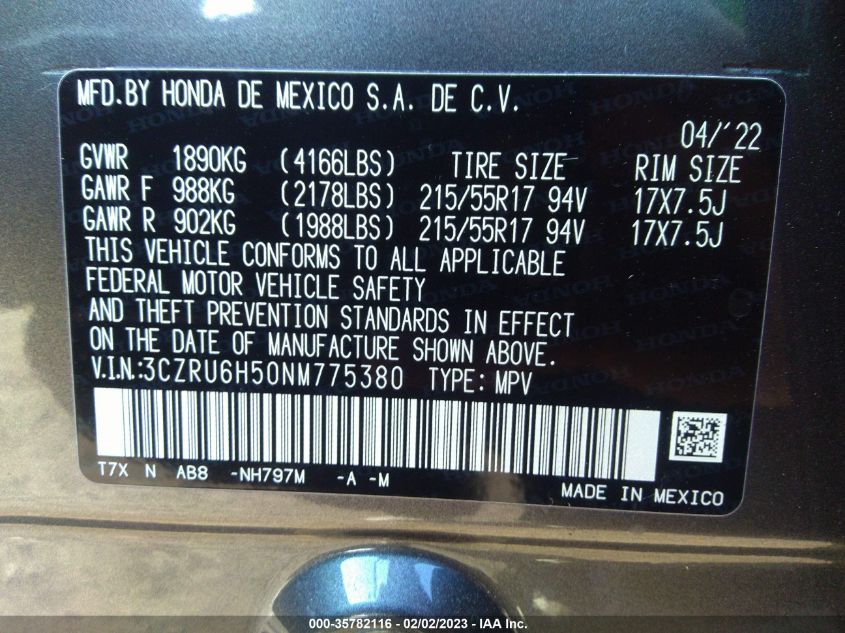 MFD.BY HONDA DE MEXICO S.A. DE C.V.
04/'22
GVWR 1890KG (4166LBS) TIRE SIZE RIM SIZE
GAWR F 988KG (2178LBS) 215/55R17 94V 17X7.5J
GAWR R 902KG (1988LBS) 215/55R17 94V 17X7.5J
THIS VEHICLE CONFORMS TO ALL APPLICABLE
FEDERAL MOTOR VEHICLE SAFETY
AND THEFT PREVENTION STANDARDS IN EFFECT
ON THE DATE OF MANUFACTURE SHOWN ABOVE.
V.I.N.:3CZRU6H50NM775380 TYPE: MPV
T7X N AB8 -NH797M -A -M
MADE IN MEXICO
000-35782116 - 02/02/2023 - © IAA Inc.